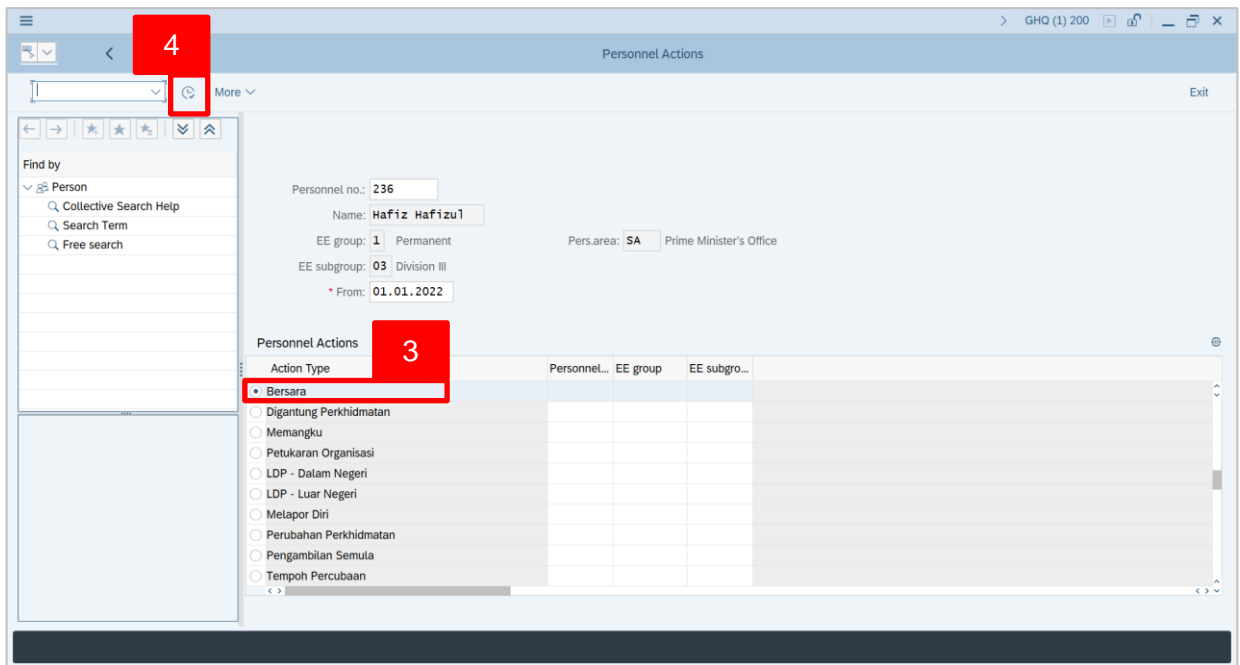 GHQ (1) 200
4
Personnel Actions
More
Exit
Find by
Person
Collective Search Help
Search Term
Free search
Personnel no.: 236
Name: Hafiz Hafizul
EE group: 1 Permanent Pers.area: SA Prime Minister's Office
EE subgroup: 03 Division III
* From: 01.01.2022
Personnel Actions
3
Action Type Personnel... EE group EE subgro...
Bersara
Digantung Perkhidmatan
Memangku
Petukaran Organisasi
LDP - Dalam Negeri
LDP - Luar Negeri
Melapor Diri
Perubahan Perkhidmatan
Pengambilan Semula
Tempoh Percubaan